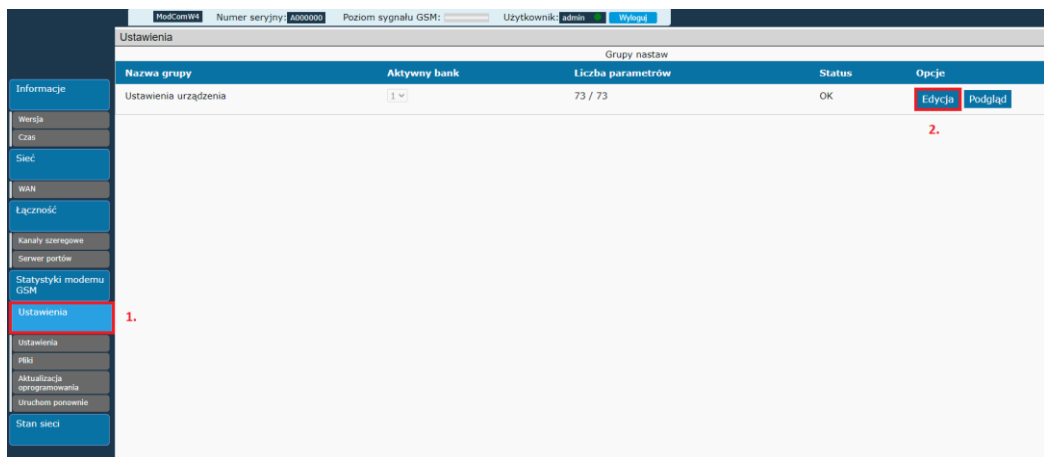 ModComW4 Numer seryjny: A000000 Poziom sygnału GSM: Użytkownik: admin Wyloguj
Ustawienia
Grupy nastaw
Nazwa grupy Aktywny bank Liczba parametrów Status Opcje
Ustawienia urządzenia 1 73 / 73 OK Edycja Podgląd
2.
Informacje
Wersja
Czas
Sieć
WAN
Łączność
Kanały szeregowe
Serwer portów
Statystyki modemu
GSM
Ustawienia
1.
Ustawienia
Pliki
Aktualizacja
oprogramowania
Uruchom ponownie
Stan sieci